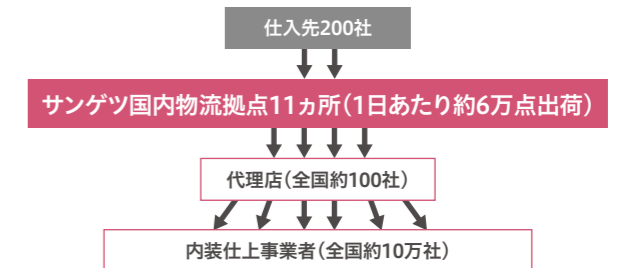 仕入先200社
サンゲツ国内物流拠点11ヵ所（1日あたり約6万点出荷）
代理店（全国約100社）
内装仕上事業者（全国約10万社）